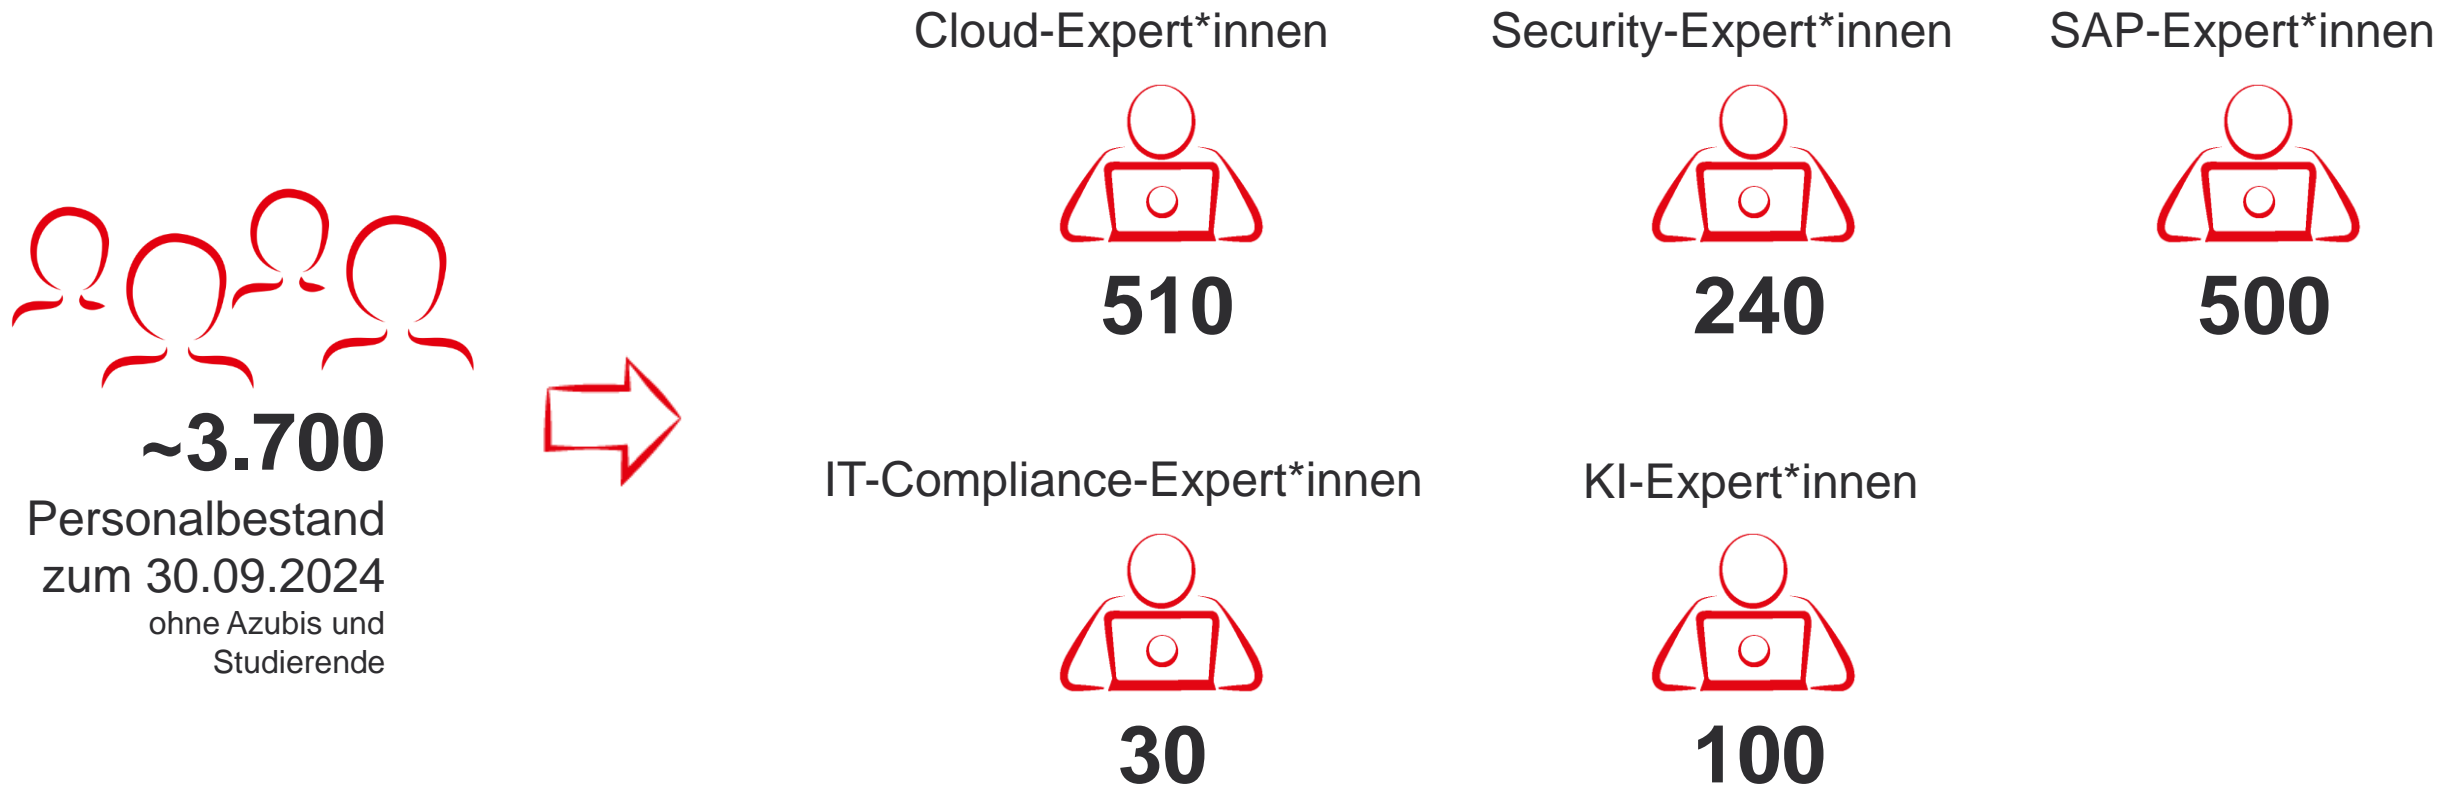 ~3.700
Personalbestand
zum 30.09.2024
ohne Azubis und
Studierende
Cloud-Expert*innen
510
Security-Expert*innen
240
SAP-Expert*innen
500
IT-Compliance-Expert*innen
30
KI-Expert*innen
100